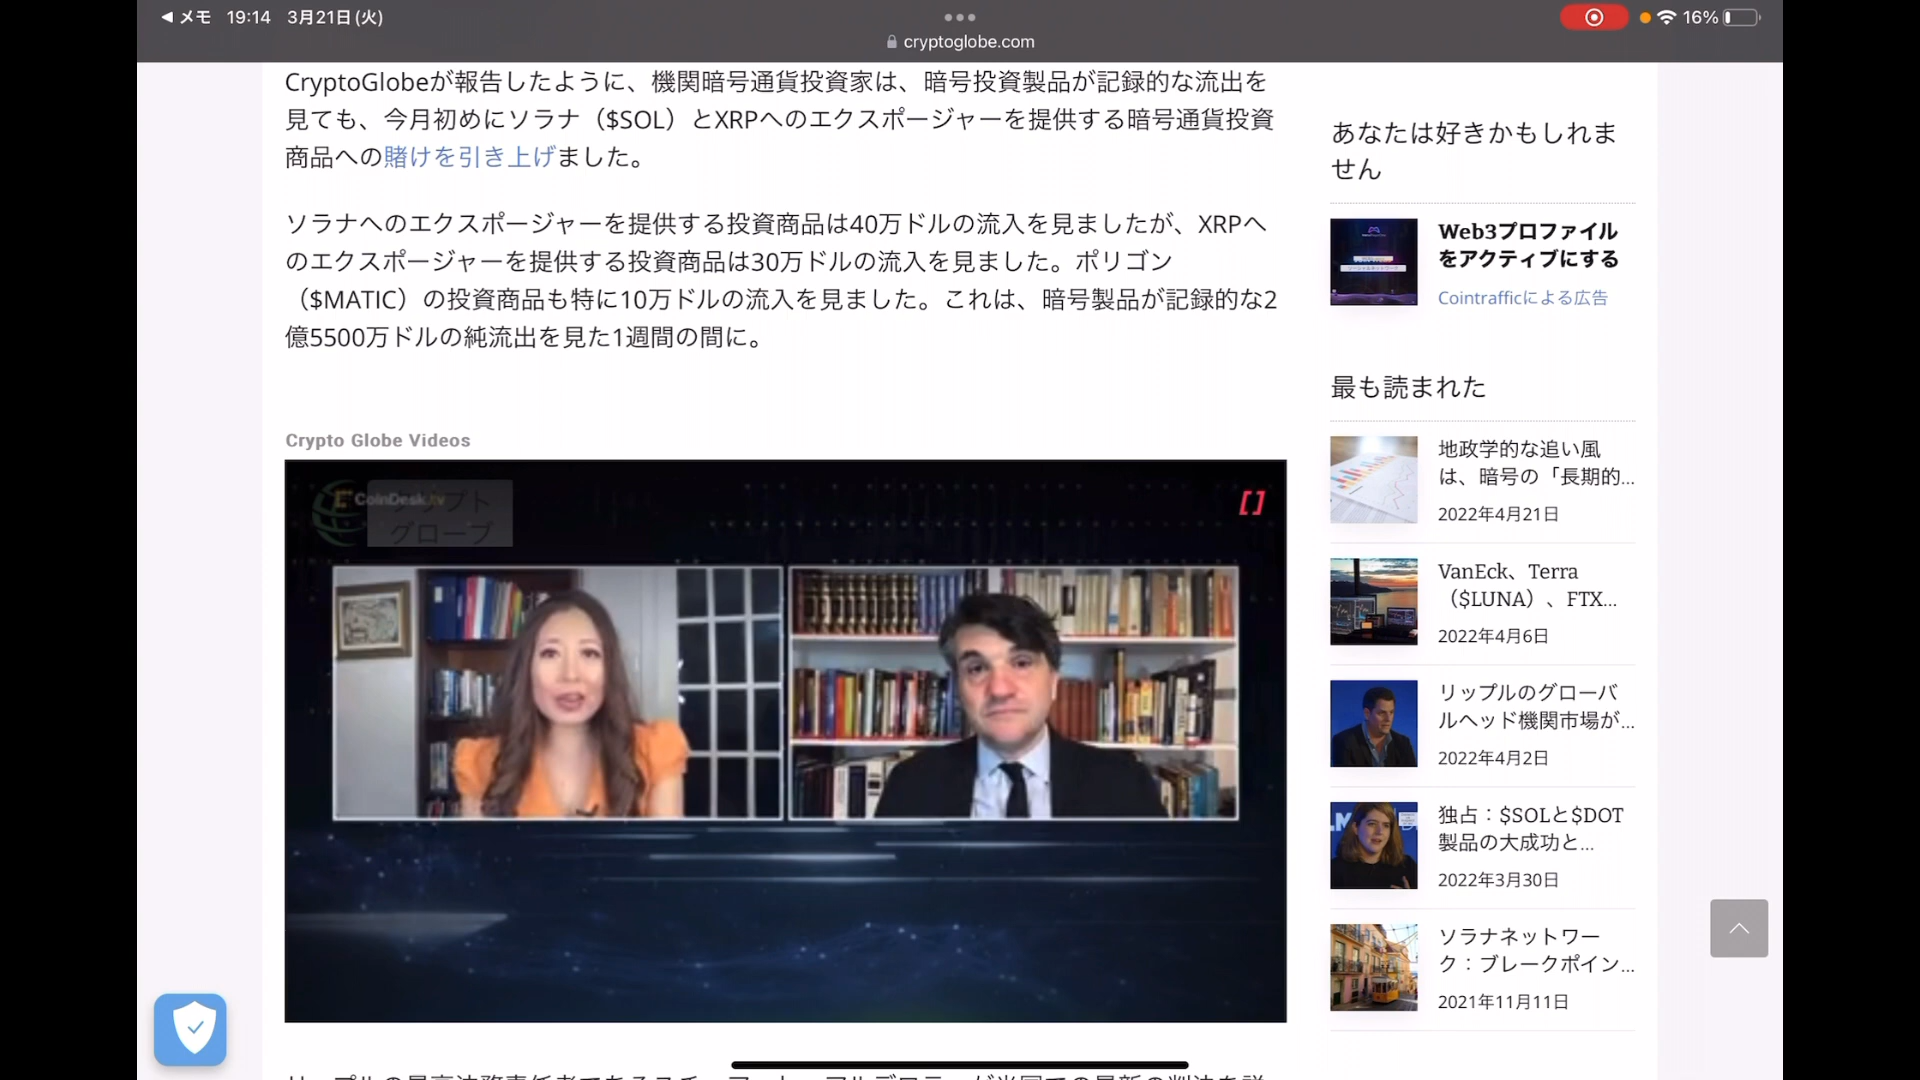 メモ 19:14 3月21日(火)
16%
cryptoglobe.com
CryptoGlobeが報告したように、機関暗号通貨投資家は、暗号投資製品が記録的な流出を
見ても、今月初めにソラナ（$SOL）とXRPへのエクスポージャーを提供する暗号通貨投資
商品への賭けを引き上げました。
ソラナへのエクスポージャーを提供する投資商品は40万ドルの流入を見ましたが、XRPへ
のエクスポージャーを提供する投資商品は30万ドルの流入を見ました。ポリゴン
（$MATIC）の投資商品も特に10万ドルの流入を見ました。これは、暗号製品が記録的な2
億5500万ドルの純流出を見た1週間の間に。
Crypto Globe Videos
CoinDesk.tv
グローブ
あなたは好きかもしれま
せん
Web3プロファイル
をアクティブにする
Cointrafficによる広告
最も読まれた
地政学的な追い風
は、暗号の「長期的...
2022年4月21日
VanEck、Terra
（$LUNA）、FTX...
2022年4月6日
リップルのグローバ
ルヘッド機関市場が...
2022年4月2日
独占：$SOLと$DOT
製品の大成功と...
2022年3月30日
ソラナネットワー
ク：ブレークポイン...
2021年11月11日